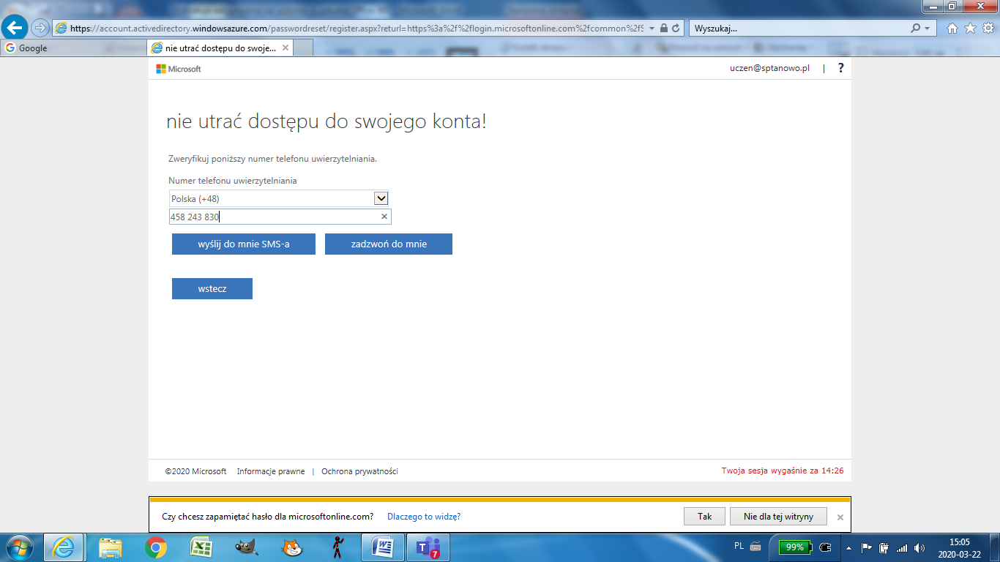 https://account.activedirectory.windowsazure.com/passwordreset/register.aspx?returl=https%3a%2f%2flogin.microsoftonline.com%2fcommon%2fS
Wyszukaj...
Google
nie utrać dostępu do swoje...
Microsoft
uczen@sptanowo.pl | ?
nie utrać dostępu do swojego konta!
Zweryfikuj poniższy numer telefonu uwierzytelniania.
Numer telefonu uwierzytelniania
Polska (+48)
458 243 830
wyślij do mnie SMS-a
zadzwoń do mnie
wstecz
©2020 Microsoft Informacje prawne | Ochrona prywatności
Twoja sesja wygaśnie za 14:26
Czy chcesz zapamiętać hasło dla microsoftonline.com? Dlaczego to widzę?
Tak
Nie dla tej witryny
7
PL
99%
15:05
2020-03-22